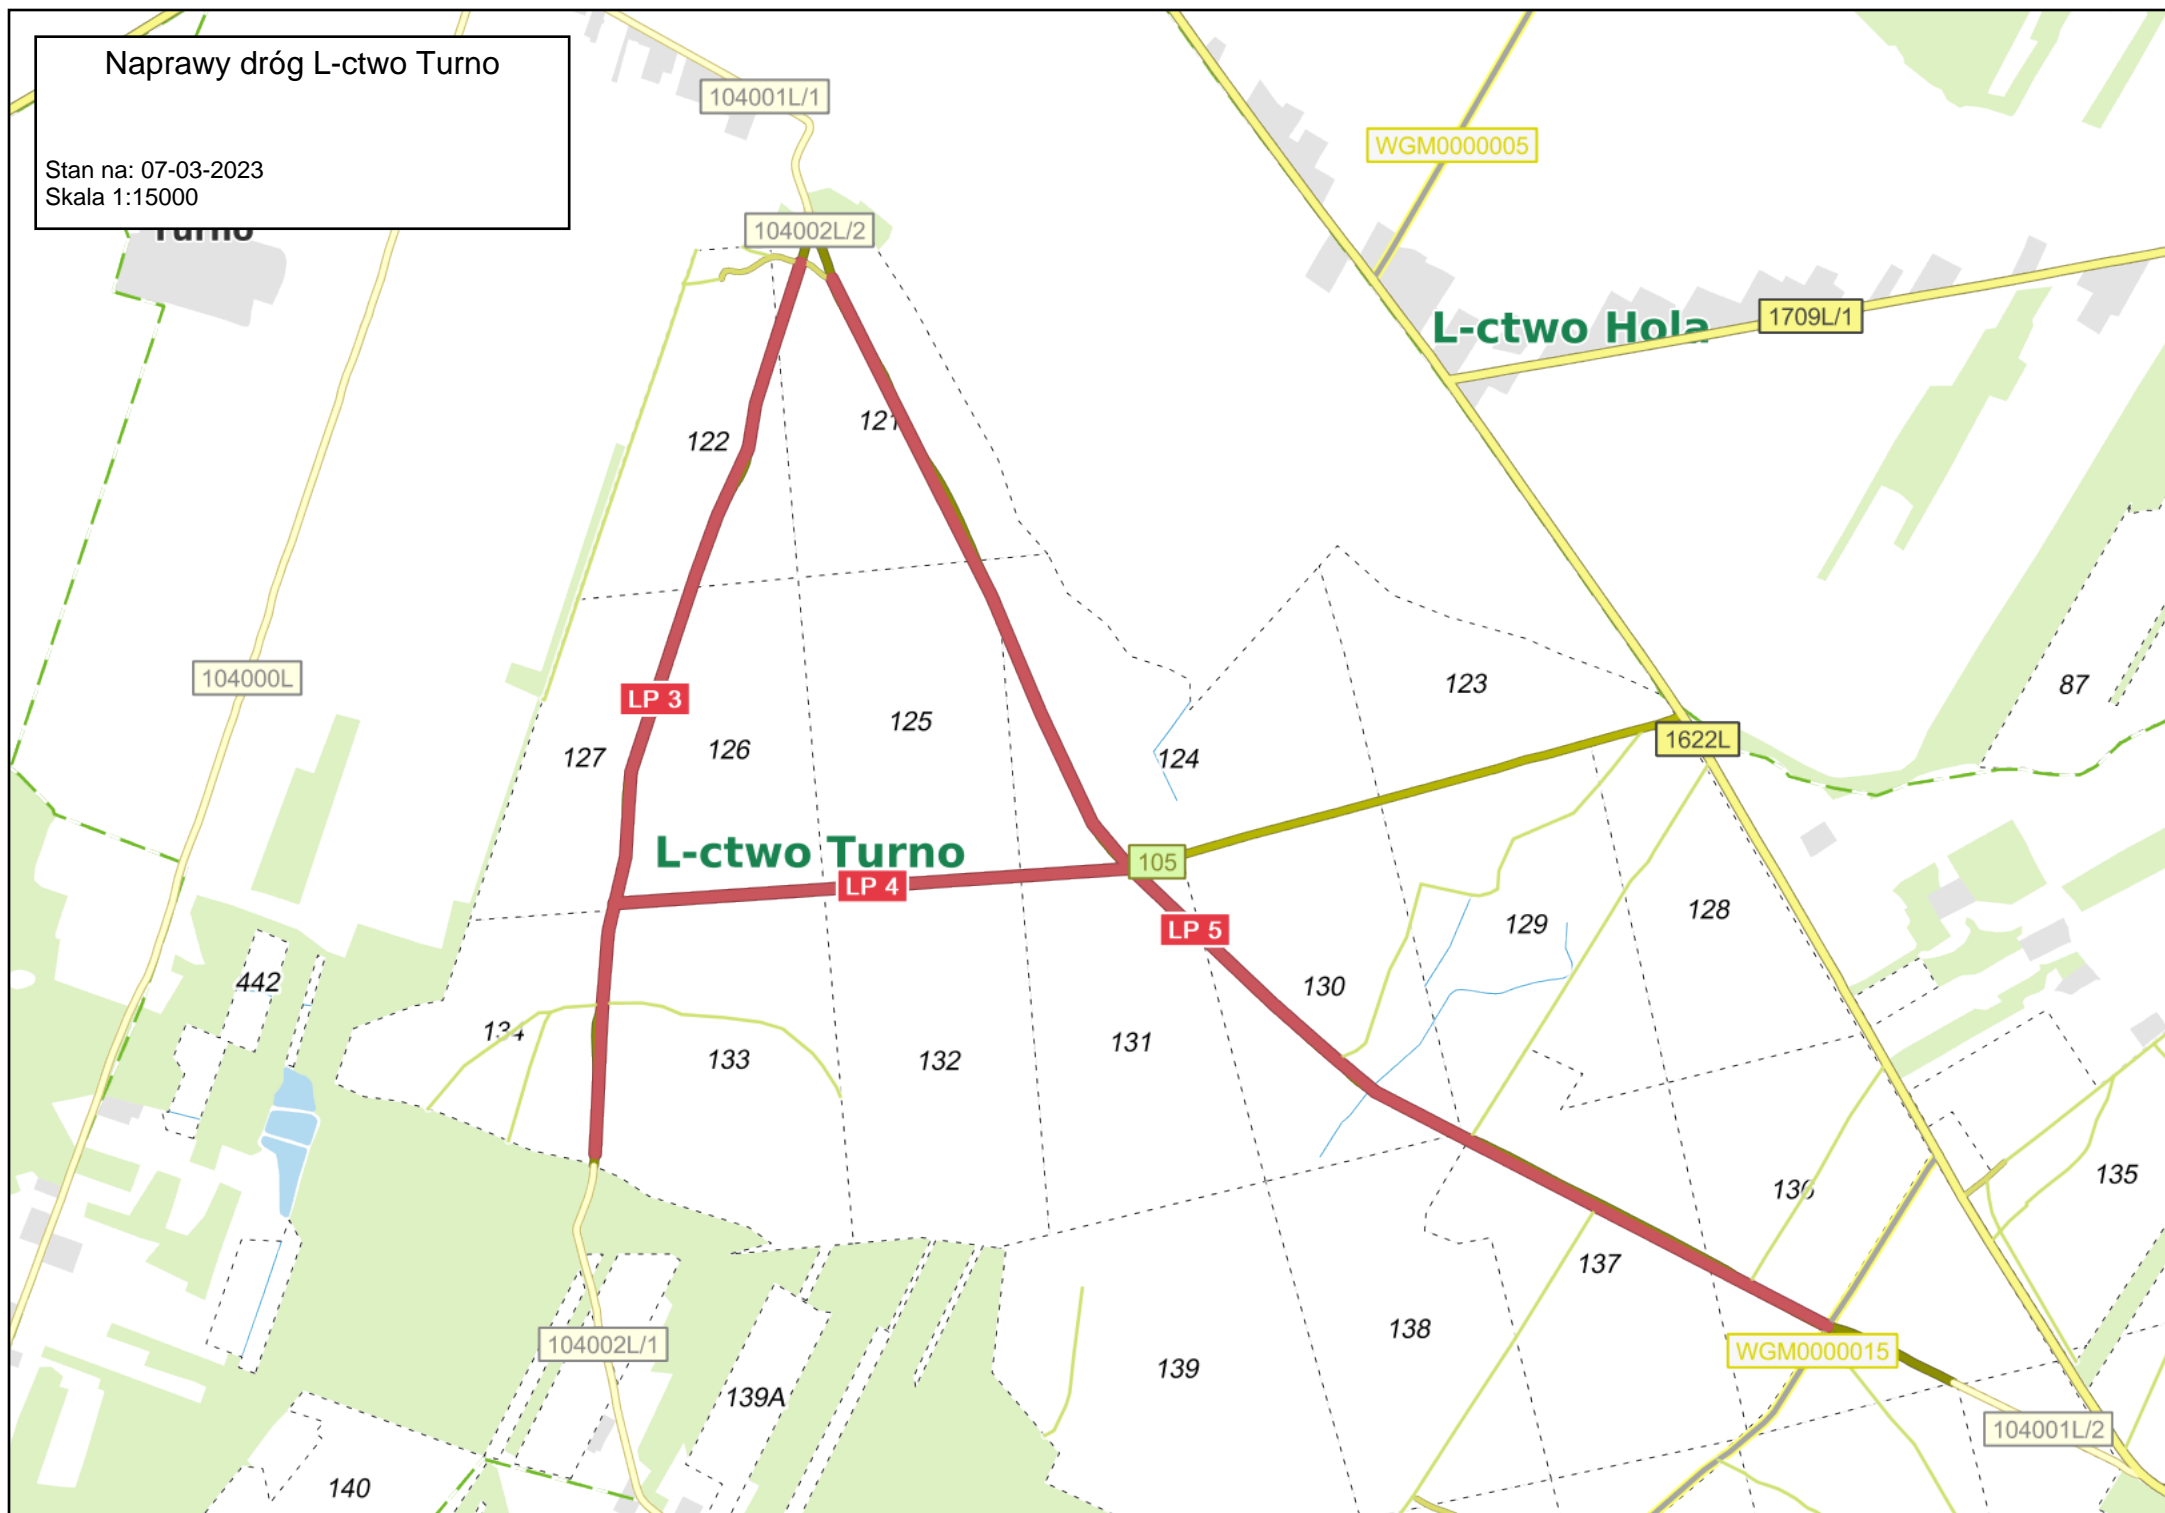 Naprawy dróg L-ctwo Turno
Stan na: 07-03-2023
Skala 1:15000
Turno
104001L/1
WGM0000005
104002L/2
L-ctwo Hola
1709L/1
121
122
104000L
LP 3
123
87
125
124
127
126
1622L
L-ctwo Turno
105
LP 4
LP 5
128
129
442
130
134
133
132
131
135
136
137
138
104002L/1
WGM0000015
139
139A
104001L/2
140